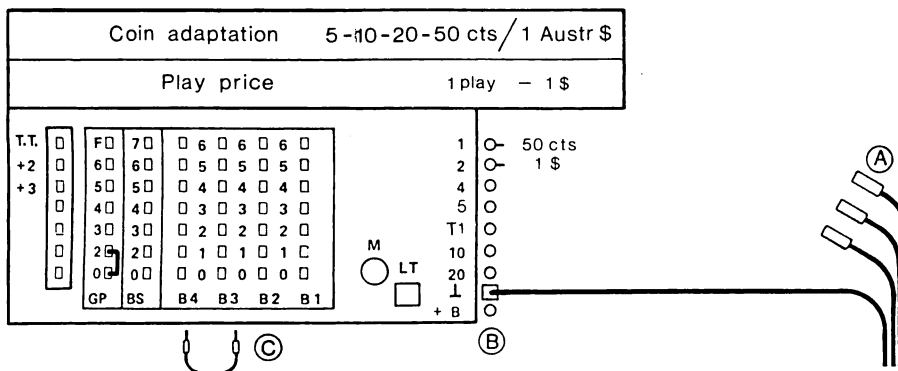 Coin adaptation 5-10-20-50 cts/1 Austr $
Play price 1 play – 1 $
T.T. F 7 6 6 6 1 50 cts
+2 6 6 5 5 5 2 1 $ A
+3 5 5 4 4 4 4
4 4 3 3 3 5
3 3 2 2 2 T1
2 2 1 1 1 M 10
0 0 0 0 0 LT 20
GP BS B4 B3 B2 B1 ⊥
+ B
C B